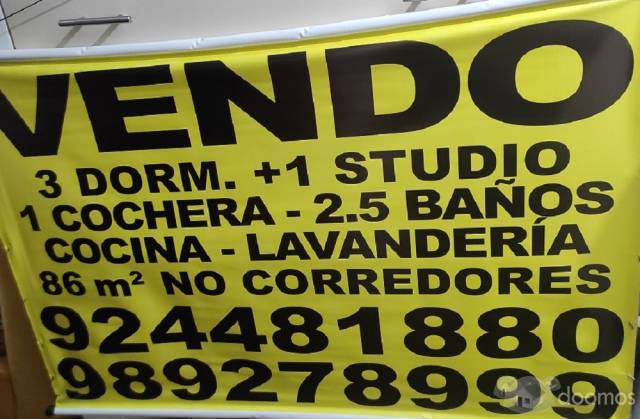 VENDO
3 DORM. +1 STUDIO
1 COCHERA - 2.5 BAÑOS
COCINA - LAVANDERÍA
86 m² NO CORREDORES
924481880
989278999
doomos